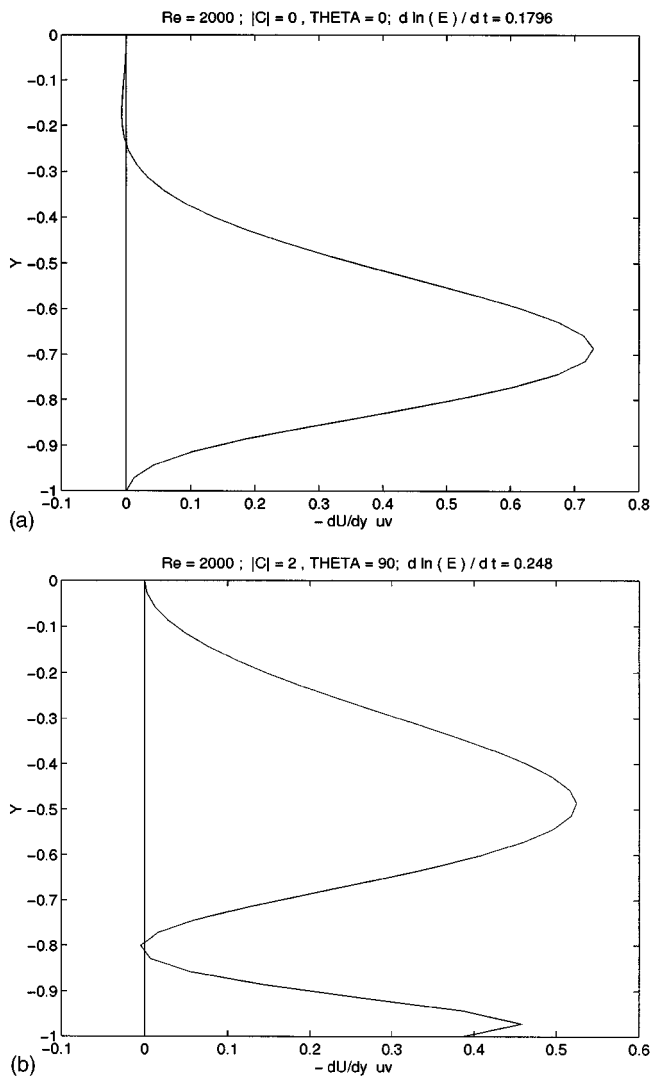 Re = 2000 ; |C| = 0 , THETA = 0; d ln ( E ) / d t = 0.1796
0
-0.1
-0.2
-0.3
-0.4
-0.5
-0.6
-0.7
-0.8
-0.9
-1
Y
-0.1 0 0.1 0.2 0.3 0.4 0.5 0.6 0.7 0.8
- dU/dy uv
(a)
Re = 2000 ; |C| = 2 , THETA = 90; d ln ( E ) / d t = 0.248
0
-0.1
-0.2
-0.3
-0.4
-0.5
-0.6
-0.7
-0.8
-0.9
-1
Y
-0.1 0 0.1 0.2 0.3 0.4 0.5 0.6
- dU/dy uv
(b)